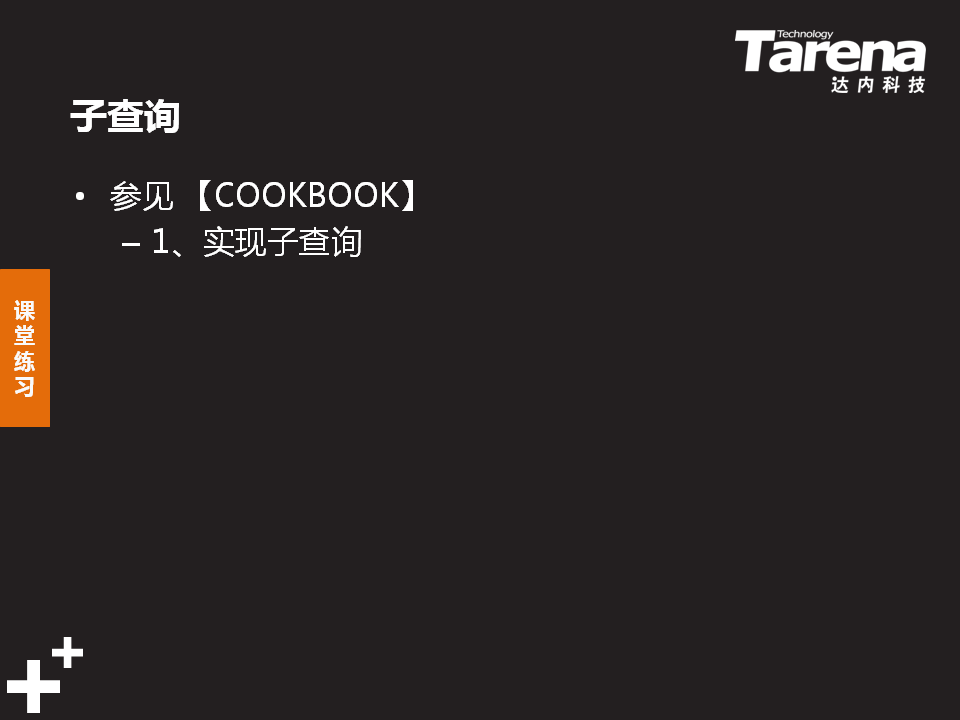 Technology
Tarena
达内科技
子查询
• 参见【COOKBOOK】
– 1、实现子查询
课
堂
练
习